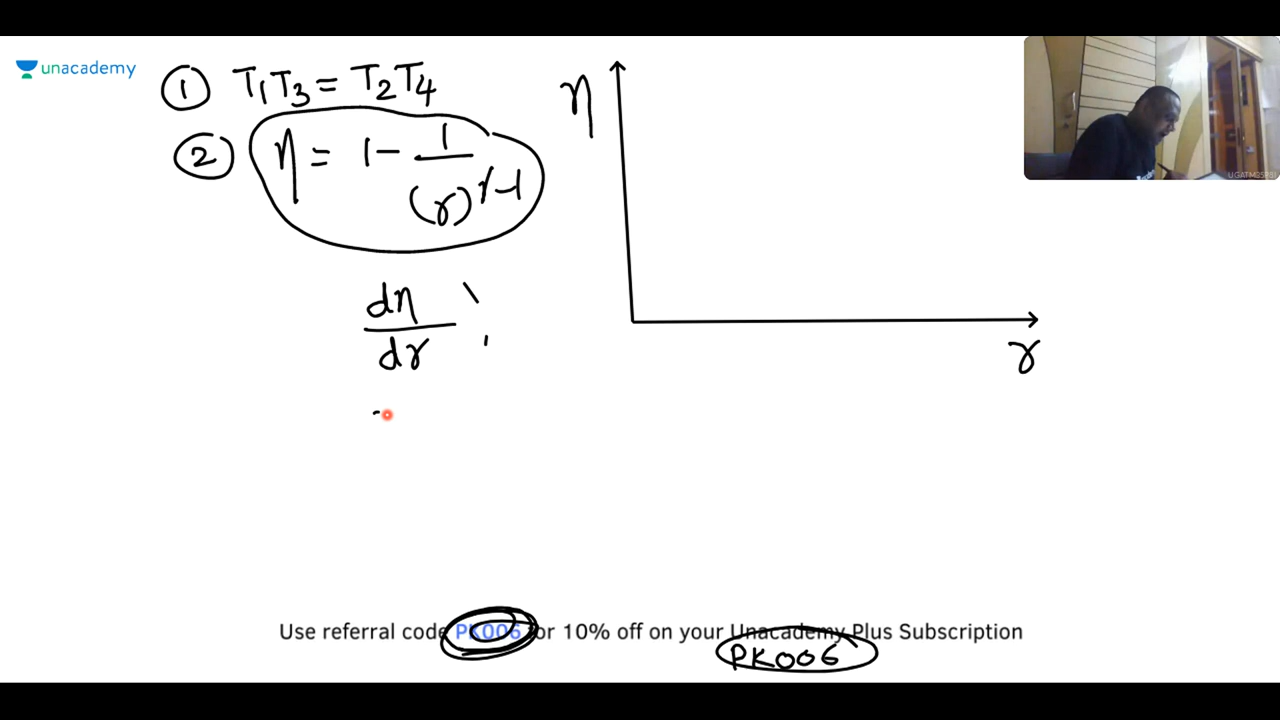 unacademy
① T₁T₃ = T₂T₄
② η = 1 - 1/(r)^γ-1
η
dη/dr
r
UGATM35931
Use referral code PK006 for 10% off on your Unacademy Plus Subscription
PK006